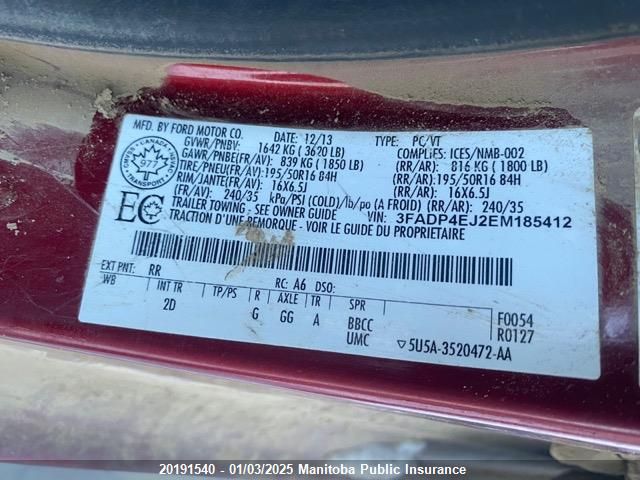 MFD. BY FORD MOTOR CO. DATE: 12/13 TYPE: PC/VT
GVWR/PNBV: 1642 KG ( 3620 LB) COMPLIES: ICES/NMB-002
GAWR/PNBE(FR/AV): 839 KG ( 1850 LB) (RR/AR): 816 KG ( 1800 LB)
TIRE/PNEU(FR/AV):195/50R16 84H (RR/AR):195/50R16 84H
RIM/JANTE(FR/AV): 16X6.5J (RR/AR): 16X6.5J
(FR/AV): 240/35 kPa/PSI (COLD)/lb/po (A FROID) (RR/AR): 240/35
TRAILER TOWING - SEE OWNER GUIDE VIN: 3FADP4EJ2EM185412
TRACTION D'UNE REMORQUE - VOIR LE GUIDE DU PROPRIETAIRE
CANADA
977
TRANSPORT
EC
EXT PNT: RR RC: A6 DSO:
WB INT TR TP/PS R AXLE TR SPR F0054
2D G GG A BBCC R0127
UMC 5U5A-3520472-AA
20191540 - 01/03/2025 Manitoba Public Insurance